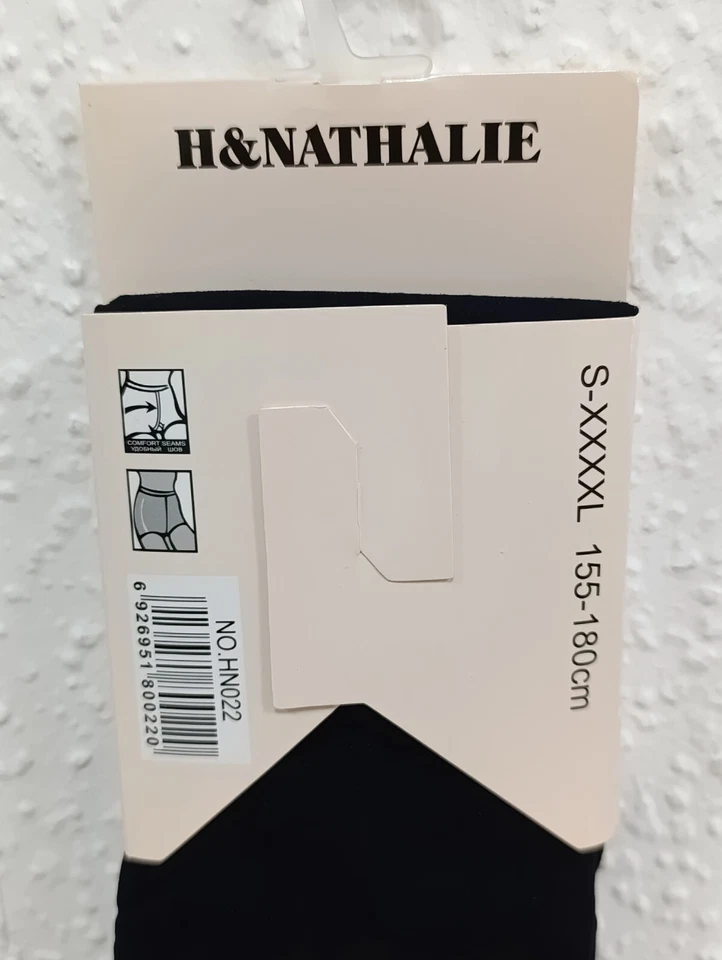 H&NATHALIE
S-XXXXL 155-180cm
COMFORT SEAMS
УДОБНЫЙ ШОВ
NO.HN022
6 926951 800220